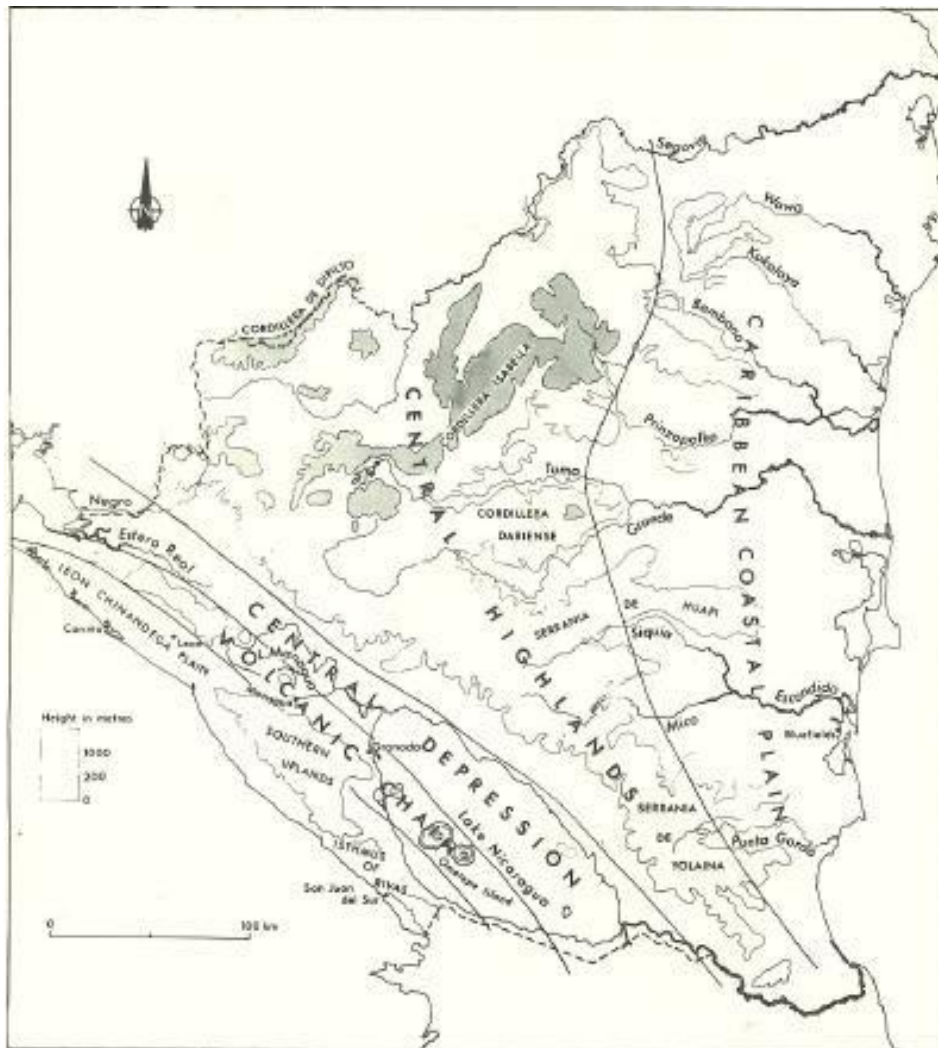 Segovia
Wawa
Kukalaya
Bambana
CARIBBEAN COASTAL PLAIN
CORDILLERA DE DIPILTO
CORDILLERA ISABELLA
CENTRAL HIGHLANDS
Prinzapolka
Tuma
CORDILLERA
DARIENSE
Grande
Negro
Estero Real
LEON CHINANDEGA PLAIN
Leon
L. Managua
CENTRAL DEPRESSION
VOLCANIC CHAIN
SERRANIA DE HUAPI
Siquia
Escondido
Mico
Bluefields
Height in metres
1000
200
0
SOUTHERN
UPLANDS
Granada
Lake Nicaragua
Ometepe Island
SERRANIA
DE
YOLAINA
Punta Gorda
ISTHMUS
OF
RIVAS
San Juan
del Sur
0 100 km